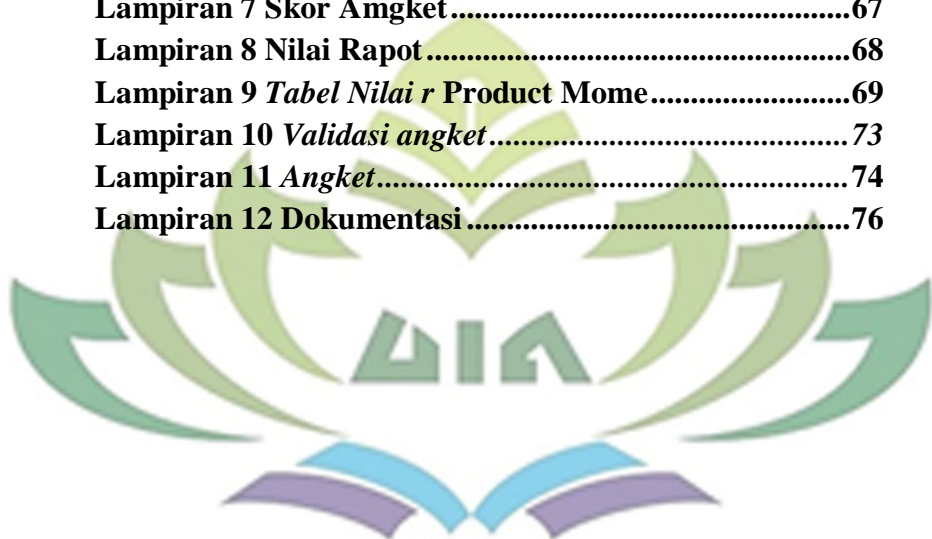 Lampiran 7 Skor Amgket................................................67
Lampiran 8 Nilai Rapot...................................................68
Lampiran 9 Tabel Nilai r Product Mome.........................69
Lampiran 10 Validasi angket...........................................73
Lampiran 11 Angket.........................................................74
Lampiran 12 Dokumentasi..............................................76
UIN